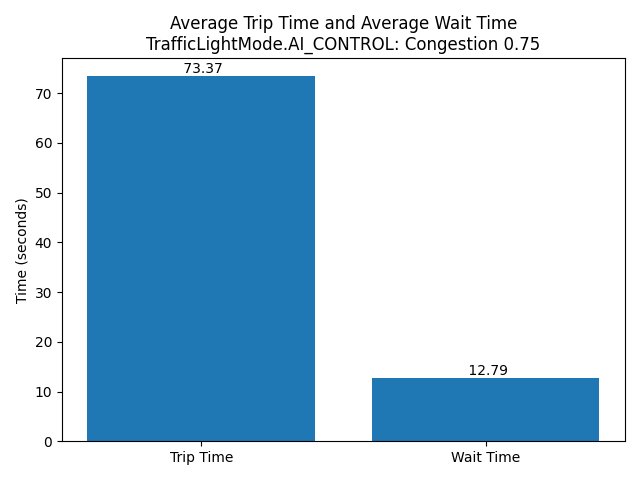 Average Trip Time and Average Wait Time
TrafficLightMode.AI_CONTROL: Congestion 0.75
73.37
12.79
Time (seconds)
70
60
50
40
30
20
10
0
Trip Time
Wait Time